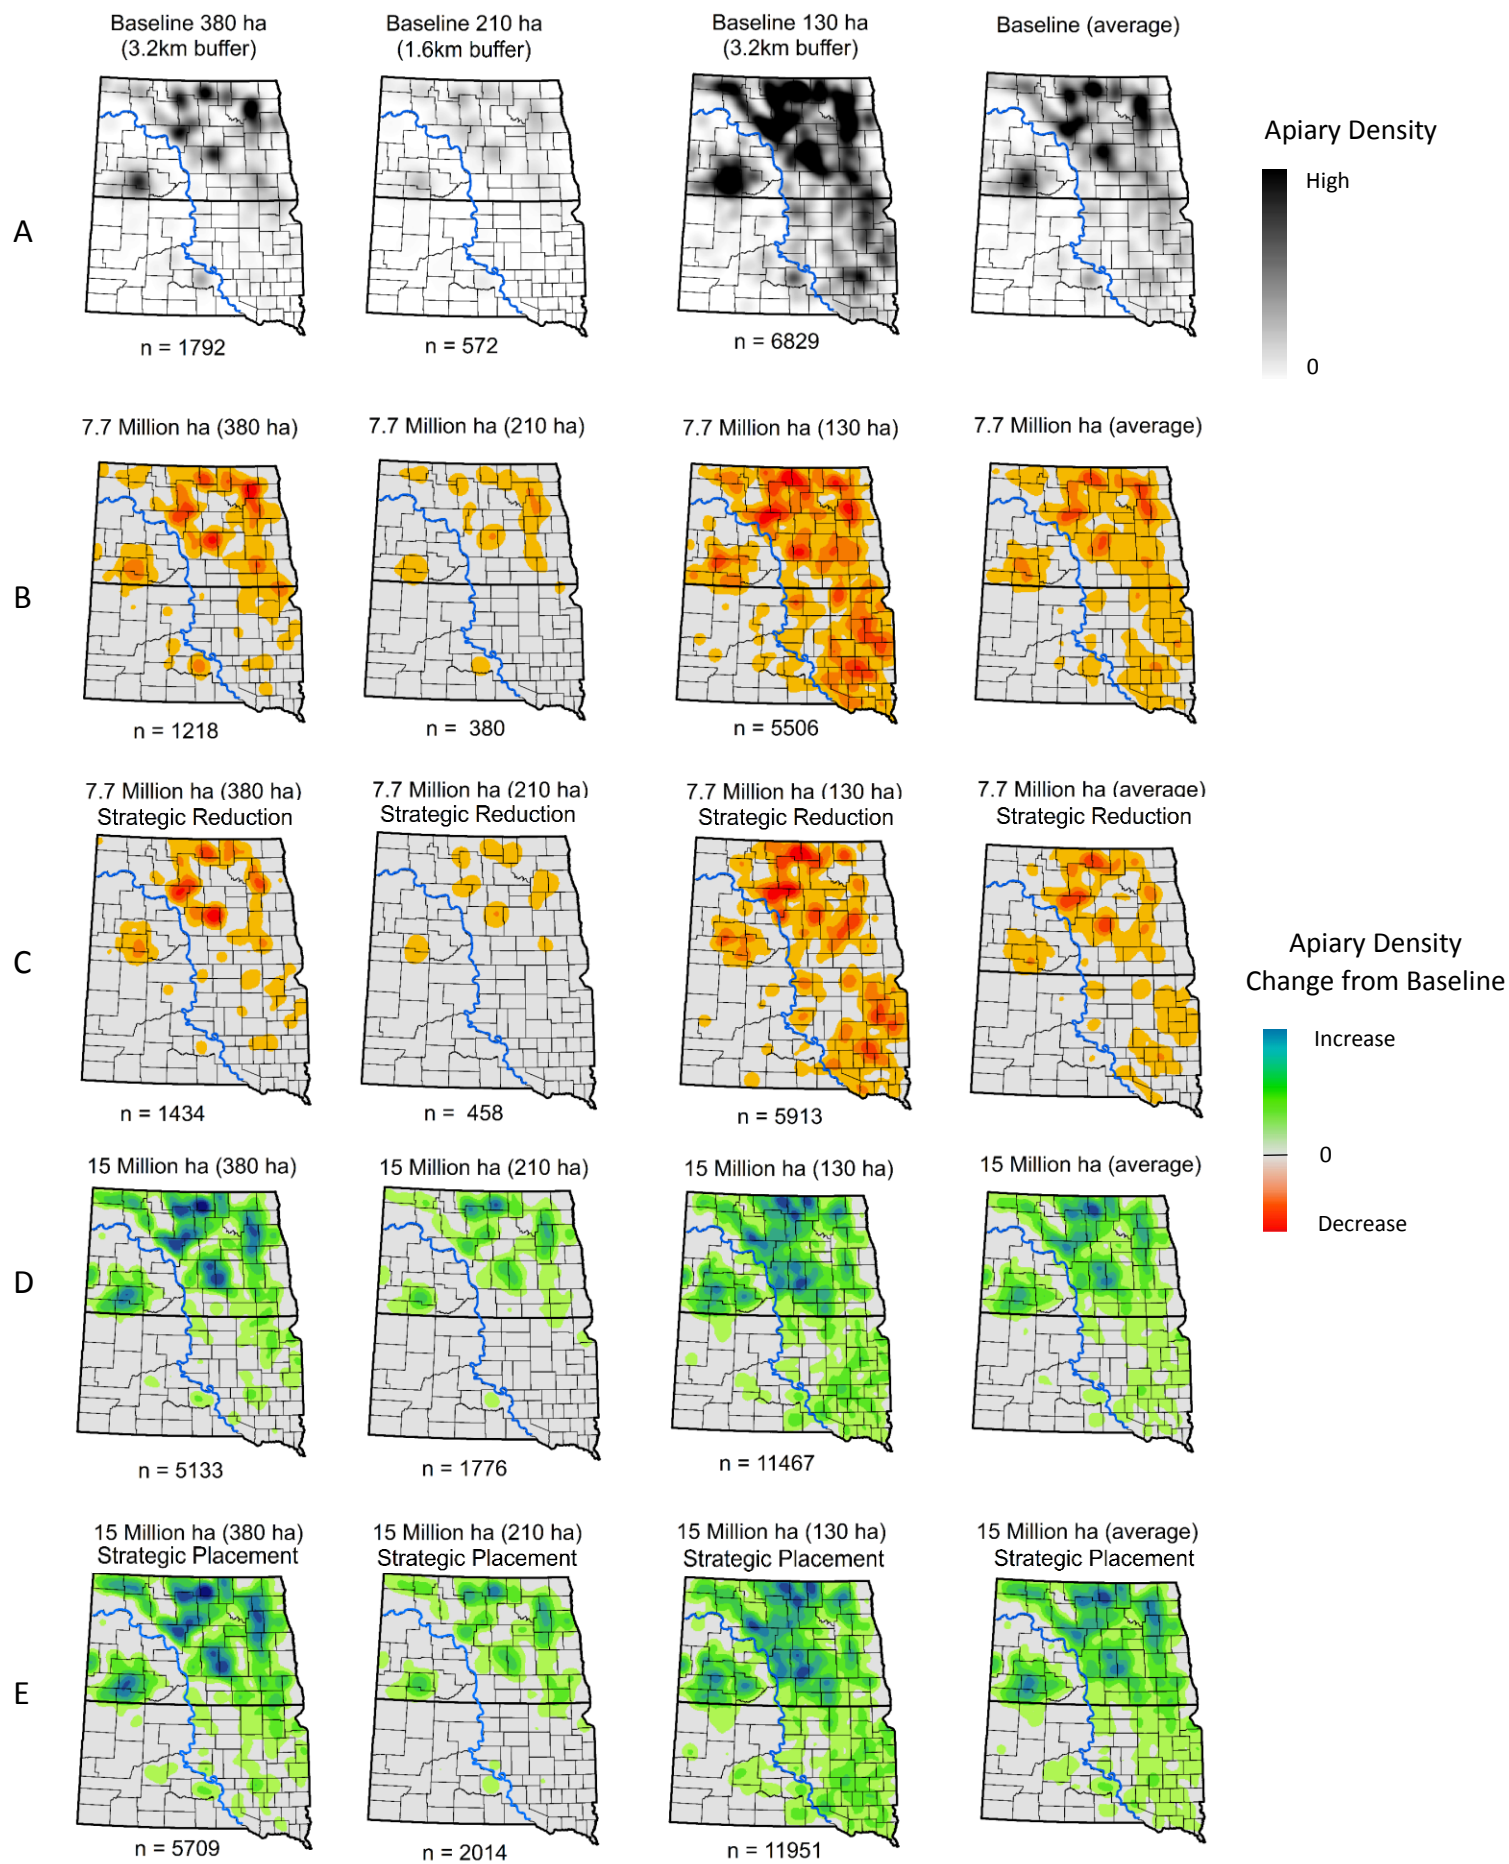 Baseline 380 ha
(3.2km buffer)
Baseline 210 ha
(1.6km buffer)
Baseline 130 ha
(3.2km buffer)
Baseline (average)
A
n = 1792
n = 572
n = 6829
Apiary Density
High
0
7.7 Million ha (380 ha)
7.7 Million ha (210 ha)
7.7 Million ha (130 ha)
7.7 Million ha (average)
B
n = 1218
n = 380
n = 5506
7.7 Million ha (380 ha)
Strategic Reduction
7.7 Million ha (210 ha)
Strategic Reduction
7.7 Million ha (130 ha)
Strategic Reduction
7.7 Million ha (average)
Strategic Reduction
C
n = 1434
n = 458
n = 5913
Apiary Density
Change from Baseline
Increase
0
Decrease
15 Million ha (380 ha)
15 Million ha (210 ha)
15 Million ha (130 ha)
15 Million ha (average)
D
n = 5133
n = 1776
n = 11467
15 Million ha (380 ha)
Strategic Placement
15 Million ha (210 ha)
Strategic Placement
15 Million ha (130 ha)
Strategic Placement
15 Million ha (average)
Strategic Placement
E
n = 5709
n = 2014
n = 11951